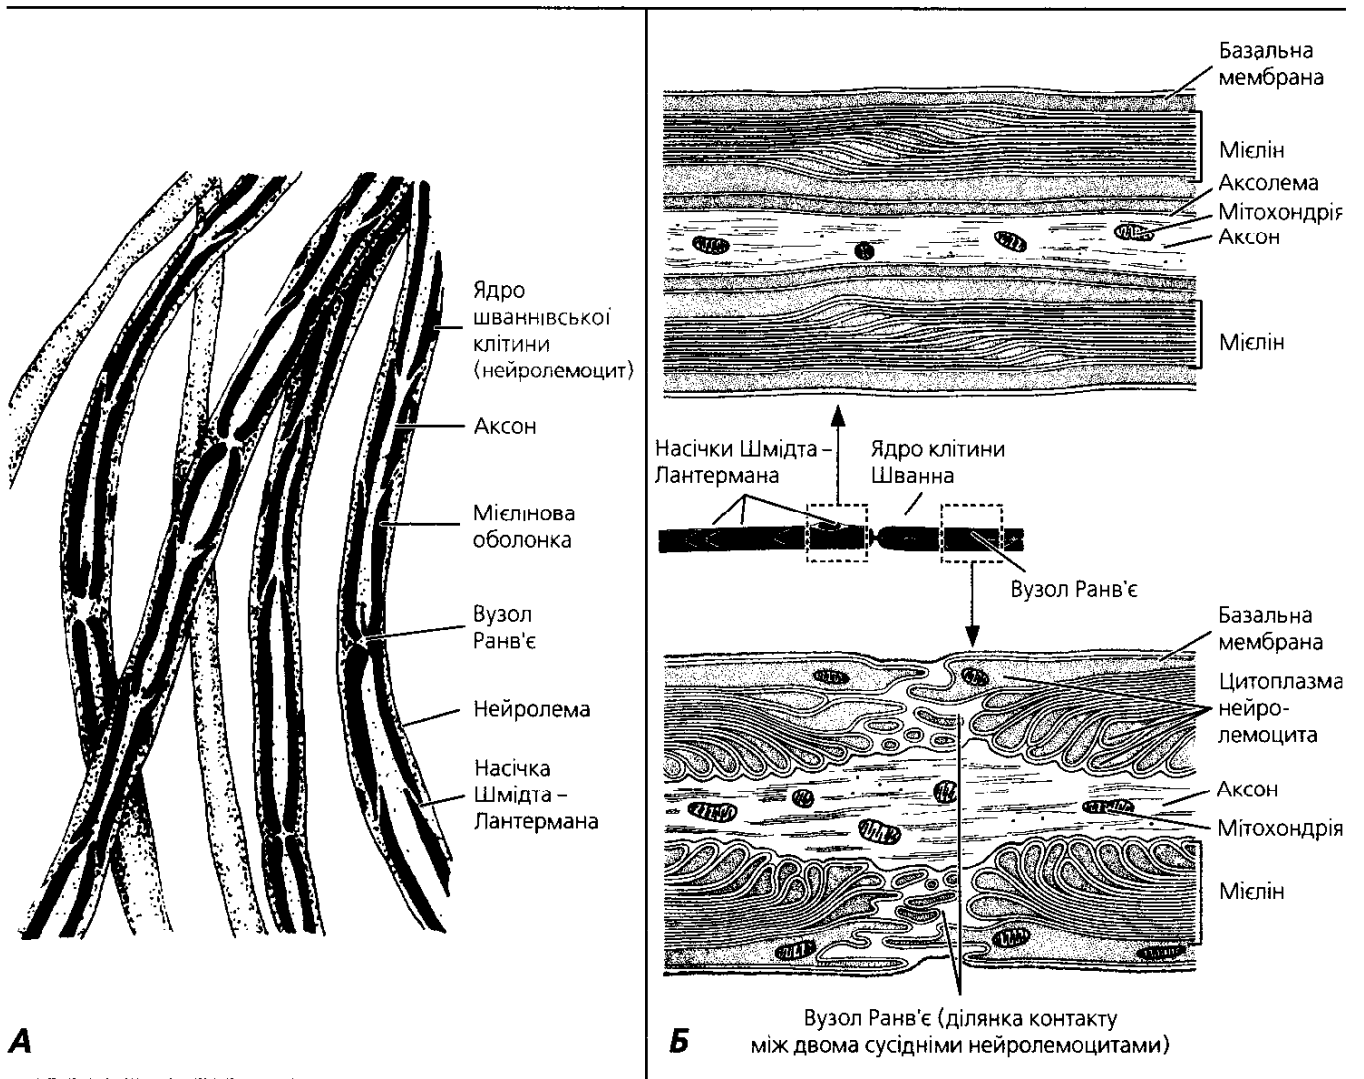 Ядро
шваннівської
клітини
(нейролемоцит)
Аксон
Мієлінова
оболонка
Вузол
Ранв'є
Нейролема
Насічка
Шмідта –
Лантермана
А
Базальна
мембрана
Мієлін
Аксолема
Мітохондрія
Аксон
Мієлін
Насічки Шмідта –
Лантермана
Ядро клітини
Шванна
Вузол Ранв'є
Базальна
мембрана
Цитоплазма
нейро-
лемоцита
Аксон
Мітохондрія
Мієлін
Вузол Ранв'є (ділянка контакту
між двома сусідніми нейролемоцитами)
Б